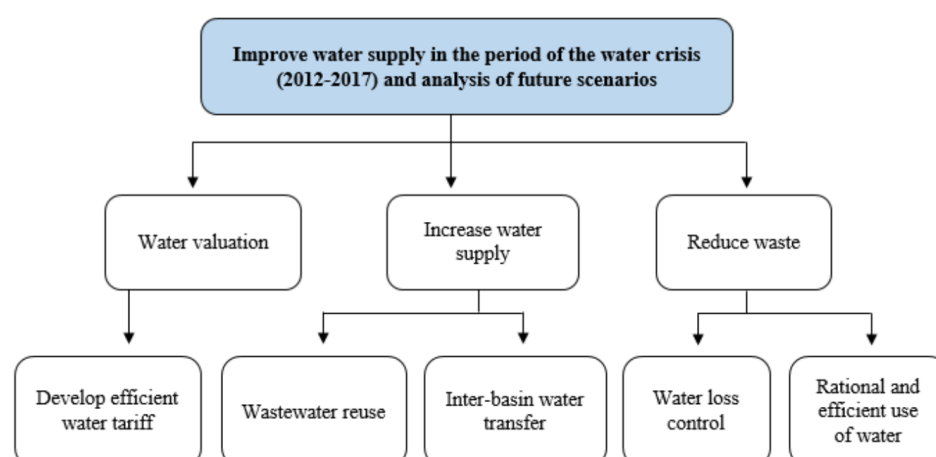 Improve water supply in the period of the water crisis
(2012-2017) and analysis of future scenarios
Water valuation
Increase water
supply
Reduce waste
Develop efficient
water tariff
Wastewater reuse
Inter-basin water
transfer
Water loss
control
Rational and
efficient use
of water